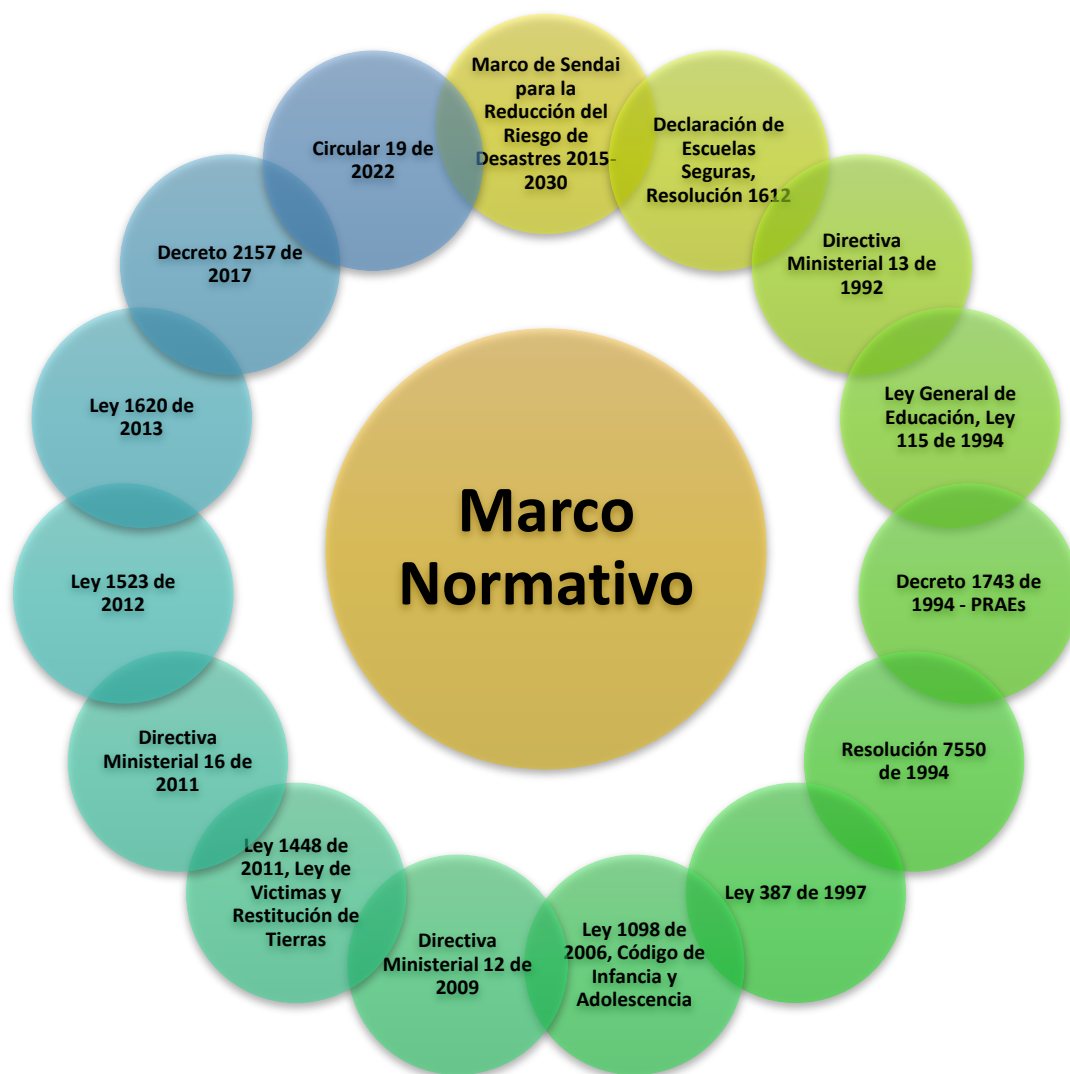 Marco de Sendai
para la
Reducción del
Riesgo de
Desastres 2015-
2030
Declaración de
Escuelas
Seguras,
Resolución 1612
Directiva
Ministerial 13 de
1992
Ley General de
Educación, Ley
115 de 1994
Decreto 1743 de
1994 - PRAEs
Resolución 7550
de 1994
Ley 387 de 1997
Ley 1098 de
2006, Código de
Infancia y
Adolescencia
Directiva
Ministerial 12 de
2009
Ley 1448 de
2011, Ley de
Victimas y
Restitución de
Tierras
Directiva
Ministerial 16 de
2011
Ley 1523 de
2012
Ley 1620 de
2013
Decreto 2157 de
2017
Circular 19 de
2022
Marco
Normativo